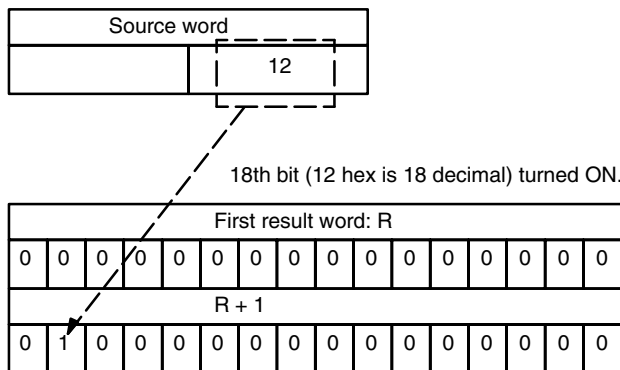 Source word
12
18th bit (12 hex is 18 decimal) turned ON.
First result word: R
0 0 0 0 0 0 0 0 0 0 0 0 0 0 0 0
R + 1
0 1 0 0 0 0 0 0 0 0 0 0 0 0 0 0